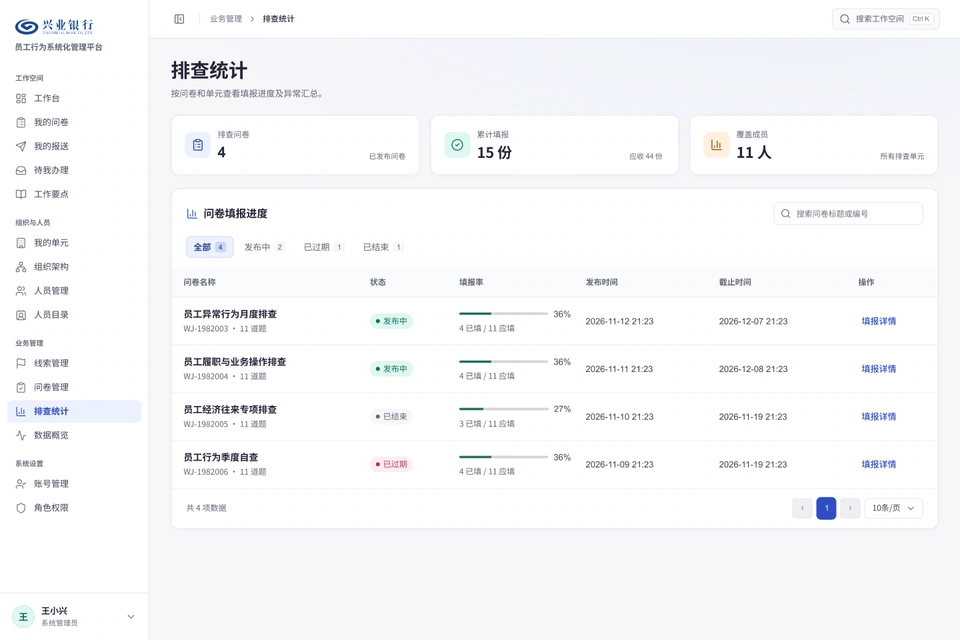 兴业银行
员工行为系统化管理平台
工作空间
工作台
我的问卷
我的报送
待我办理
工作要点
组织与人员
我的单元
组织架构
人员管理
人员目录
业务管理
线索管理
问卷管理
排查统计
数据概览
系统设置
账号管理
角色权限
王 王小兴
系统管理员
业务管理 > 排查统计
搜索工作空间 Ctrl K
排查统计
按问卷和单元查看填报进度及异常汇总。
排查问卷
4
已发布问卷
累计填报
15 份
应收 44 份
覆盖成员
11 人
所有排查单元
问卷填报进度
搜索问卷标题或编号
全部 4 发布中 2 已过期 1 已结束 1
问卷名称 状态 填报率 发布时间 截止时间 操作
员工异常行为月度排查
WJ-1982003 · 11 道题
发布中
36%
4 已填 / 11 应填
2026-11-12 21:23
2026-12-07 21:23
填报详情
员工履职与业务操作排查
WJ-1982004 · 11 道题
发布中
36%
4 已填 / 11 应填
2026-11-11 21:23
2026-12-08 21:23
填报详情
员工经济往来专项排查
WJ-1982005 · 11 道题
已结束
27%
3 已填 / 11 应填
2026-11-10 21:23
2026-11-19 21:23
填报详情
员工行为季度自查
WJ-1982006 · 11 道题
已过期
36%
4 已填 / 11 应填
2026-11-09 21:23
2026-11-19 21:23
填报详情
共 4 项数据
‹ 1 › 10条/页